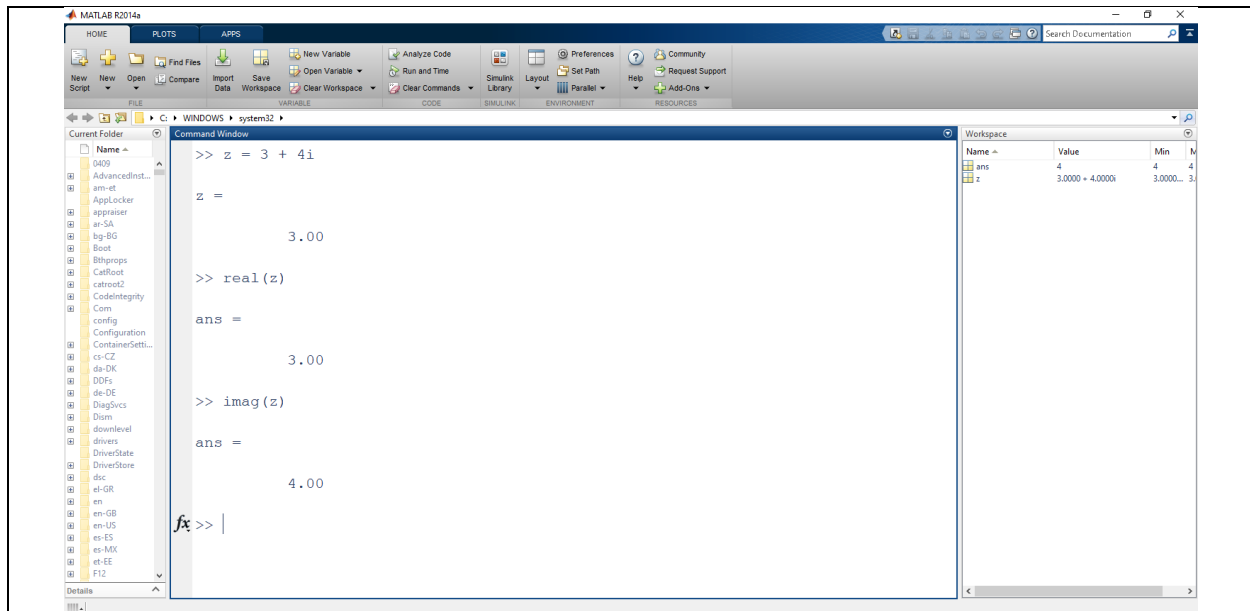 MATLAB R2014a
HOME PLOTS APPS
Search Documentation
New Script
New
Open
Find Files
Compare
Import Data
Save Workspace
New Variable
Open Variable
Clear Workspace
Analyze Code
Run and Time
Clear Commands
Simulink Library
Layout
Preferences
Set Path
Parallel
Help
Community
Request Support
Add-Ons
FILE VARIABLE CODE SIMULINK ENVIRONMENT RESOURCES
C: WINDOWS system32
Current Folder
Name
0409
AdvancedInst...
am-et
AppLocker
appraiser
ar-SA
bg-BG
Boot
Bthprops
CatRoot
catroot2
CodeIntegrity
Com
config
Configuration
ContainerSetti...
cs-CZ
da-DK
DDFs
de-DE
DiagSvcs
Dism
downlevel
drivers
DriverState
DriverStore
dsc
el-GR
en
en-GB
en-US
es-ES
es-MX
et-EE
F12
Details
Command Window
>> z = 3 + 4i
z =
3.00
>> real(z)
ans =
3.00
>> imag(z)
ans =
4.00
fx >>
Workspace
Name Value Min M
ans 4 4 4
z 3.0000 + 4.0000i 3.0000... 3.